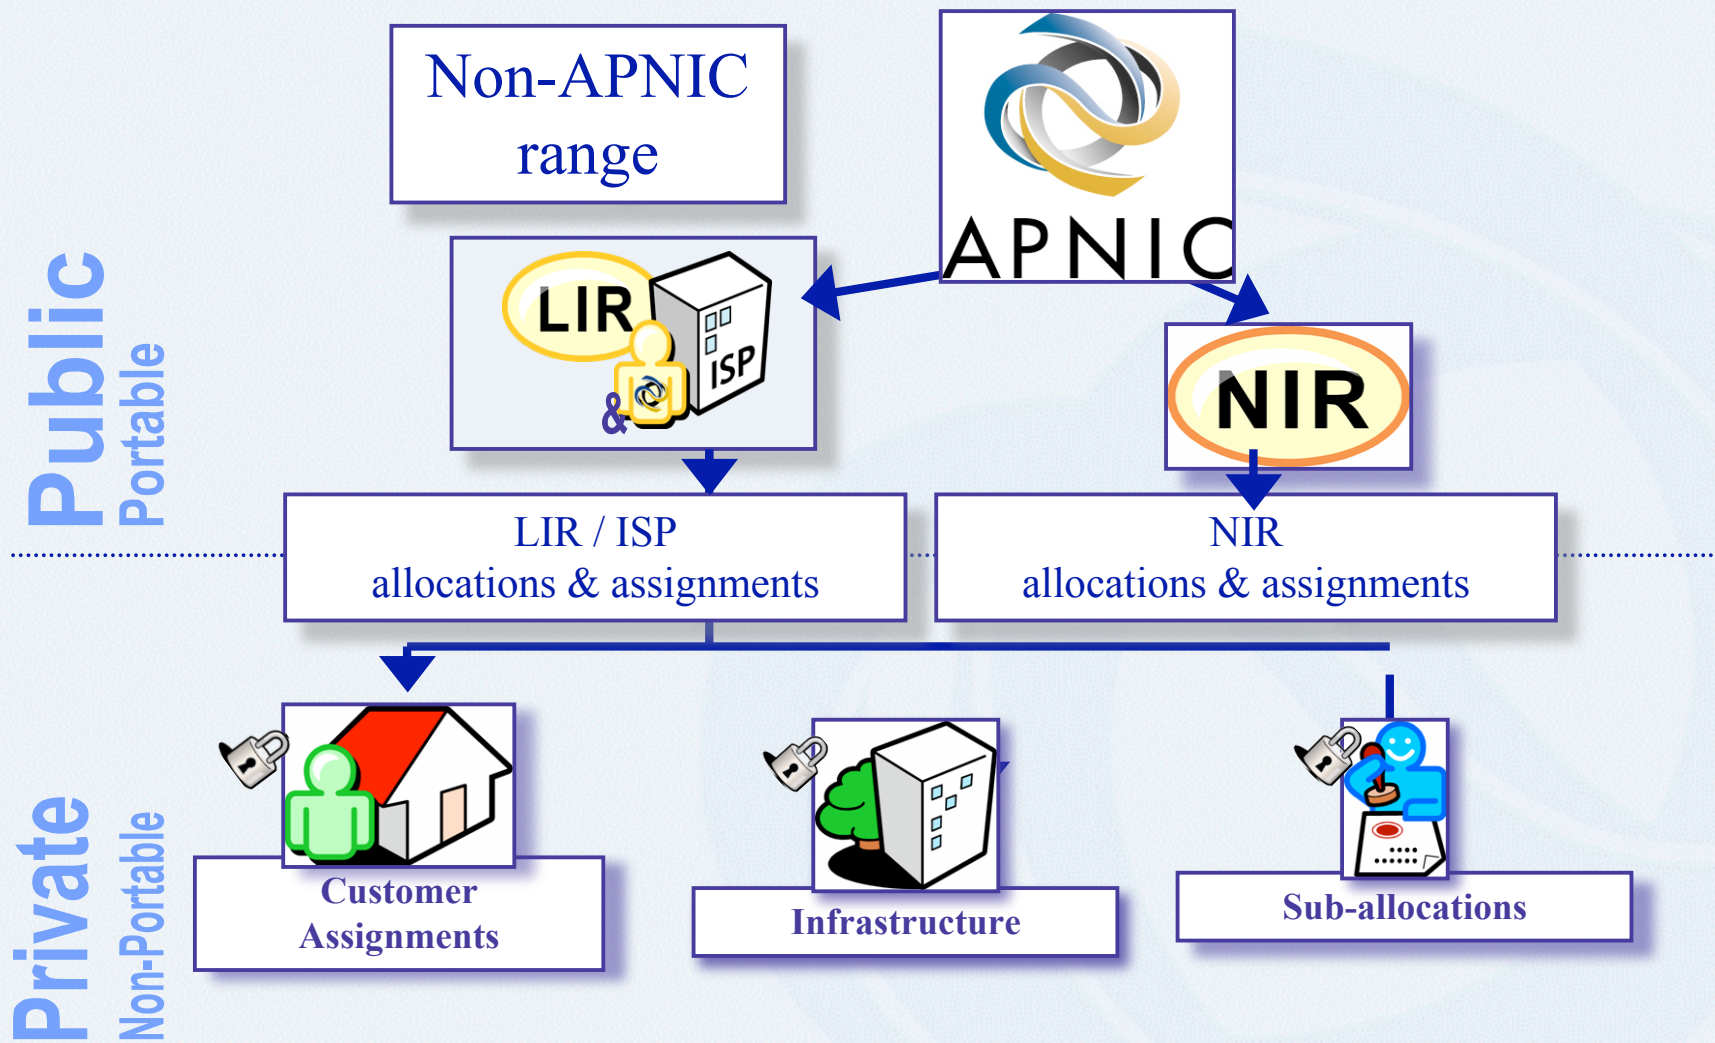 Non-APNIC
range
APNIC
LIR
ISP
&
NIR
Public
Portable
LIR / ISP
allocations & assignments
NIR
allocations & assignments
Private
Non-Portable
Customer
Assignments
Infrastructure
Sub-allocations